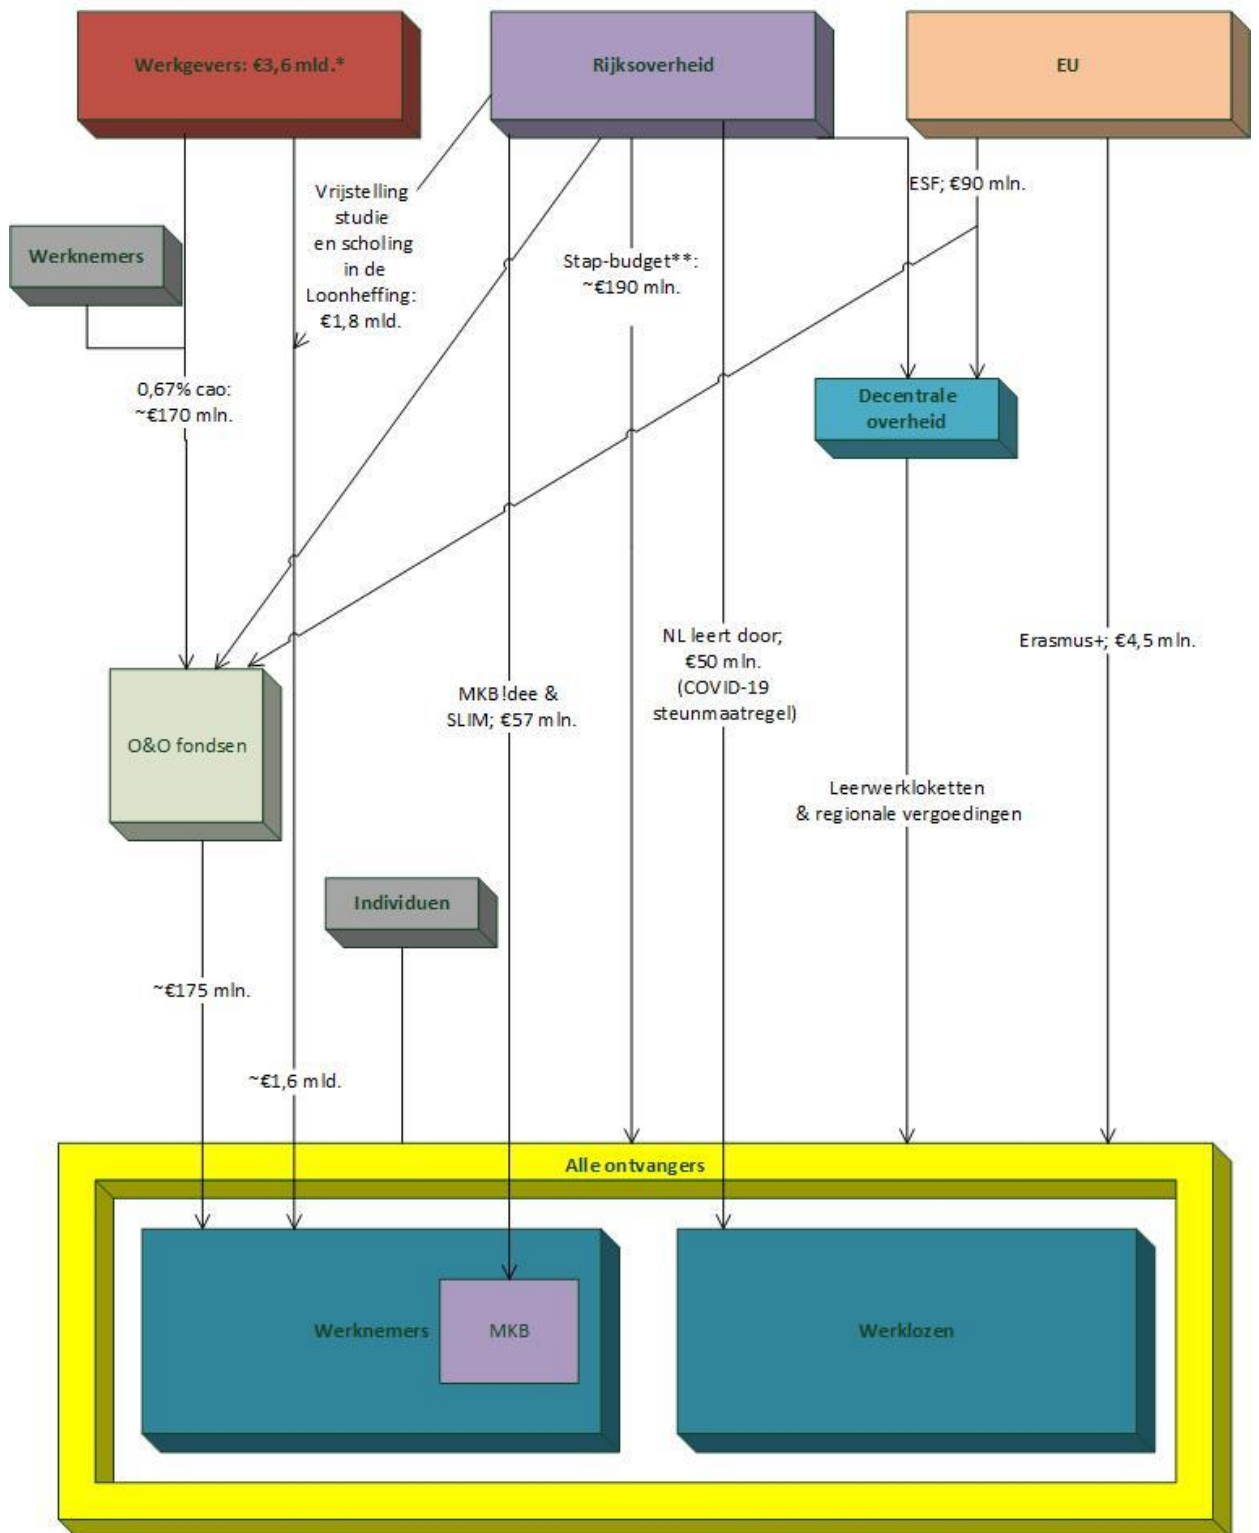 Werkgevers: €3,6 mld.*
Rijksoverheid
EU
ESF; €90 mln.
Vrijstelling
studie
en scholing
in de
Loonheffing:
€1,8 mld.
Werknemers
Stap-budget**:
~€190 mln.
0,67% cao:
~€170 mln.
Decentrale
overheid
NL leert door;
€50 mln.
(COVID-19
steunmaatregel)
Erasmus+; €4,5 mln.
MKB!dee &
SLIM; €57 mln.
O&O fondsen
Leerwerkloketten
& regionale vergoedingen
Individuen
~€175 mln.
~€1,6 mld.
Alle ontvangers
Werknemers
MKB
Werklozen